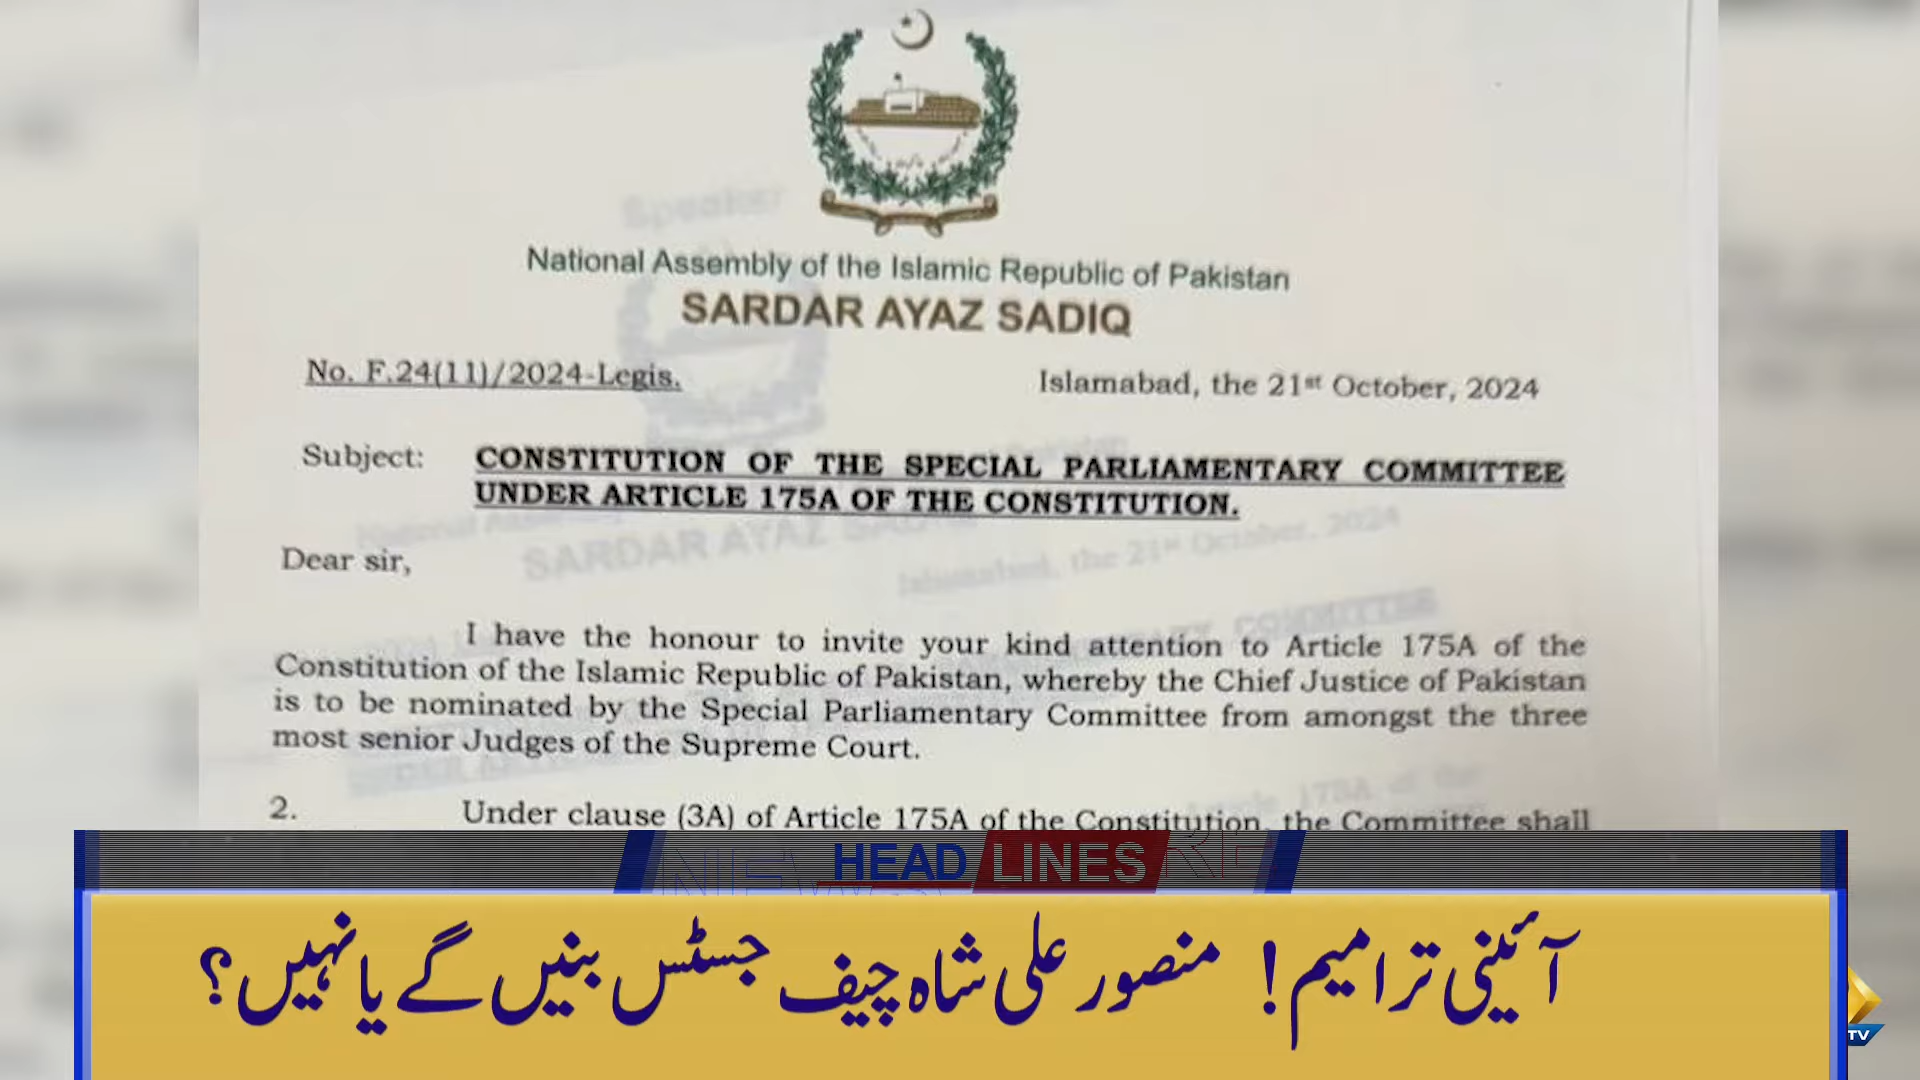 National Assembly of the Islamic Republic of Pakistan
SARDAR AYAZ SADIQ
No. F.24(11)/2024-Legis.
Islamabad, the 21st October, 2024
Subject: CONSTITUTION OF THE SPECIAL PARLIAMENTARY COMMITTEE
UNDER ARTICLE 175A OF THE CONSTITUTION.
Dear sir,
I have the honour to invite your kind attention to Article 175A of the
Constitution of the Islamic Republic of Pakistan, whereby the Chief Justice of Pakistan
is to be nominated by the Special Parliamentary Committee from amongst the three
most senior Judges of the Supreme Court.
2. Under clause (3A) of Article 175A of the Constitution, the Committee shall
HEADLINES
آئینی ترامیم! منصور علی شاہ چیف جسٹس بنیں گے یا نہیں؟
TV